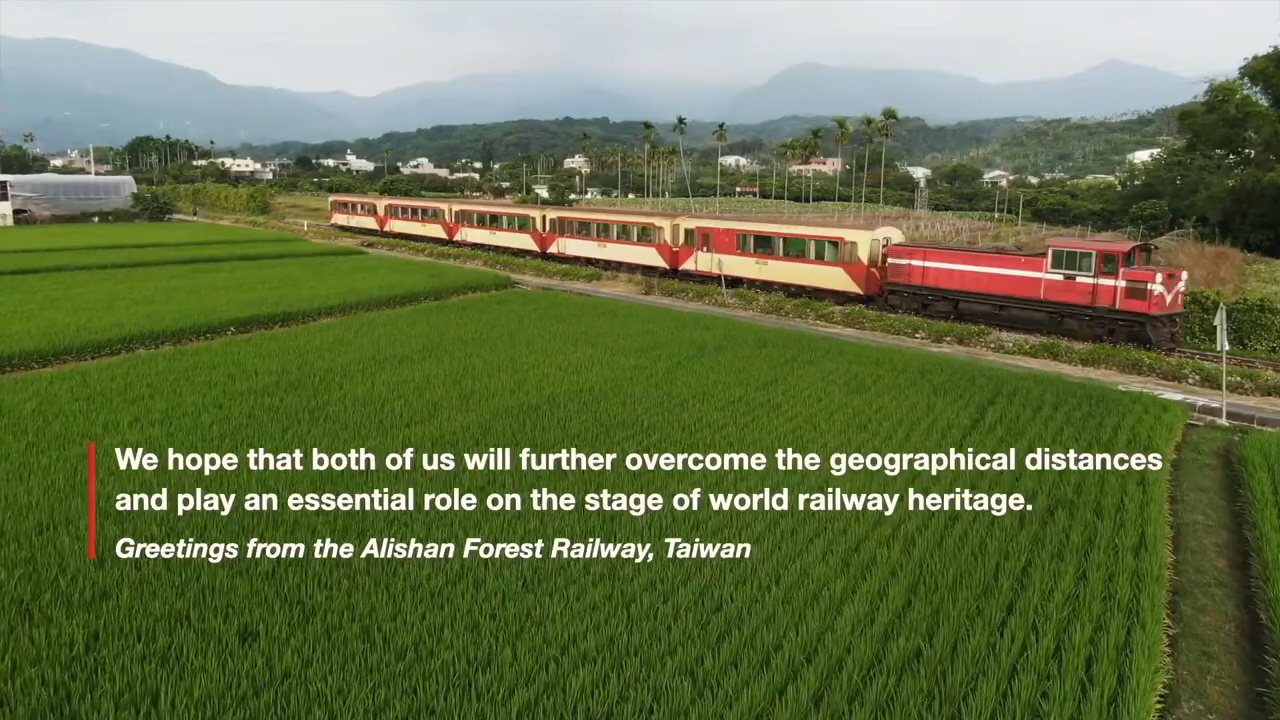 We hope that both of us will further overcome the geographical distances
and play an essential role on the stage of world railway heritage.
Greetings from the Alishan Forest Railway, Taiwan